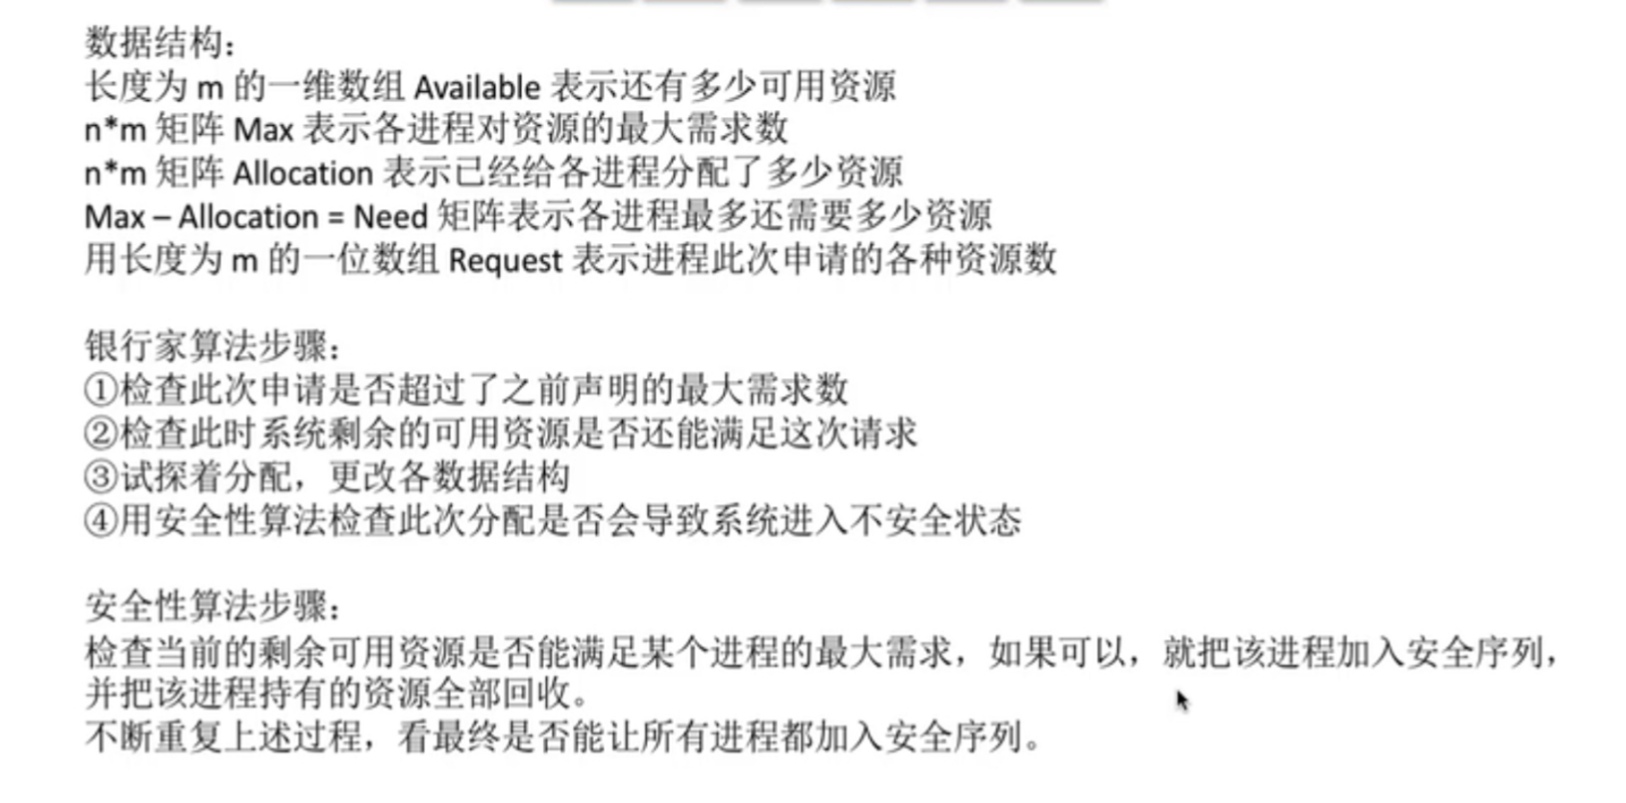 数据结构：
长度为 m 的一维数组 Available 表示还有多少可用资源
n*m 矩阵 Max 表示各进程对资源的最大需求数
n*m 矩阵 Allocation 表示已经给各进程分配了多少资源
Max – Allocation = Need 矩阵表示各进程最多还需要多少资源
用长度为 m 的一位数组 Request 表示进程此次申请的各种资源数
银行家算法步骤：
①检查此次申请是否超过了之前声明的最大需求数
②检查此时系统剩余的可用资源是否还能满足这次请求
③试探着分配，更改各数据结构
④用安全性算法检查此次分配是否会导致系统进入不安全状态
安全性算法步骤：
检查当前的剩余可用资源是否能满足某个进程的最大需求，如果可以，就把该进程加入安全序列，
并把该进程持有的资源全部回收。
不断重复上述过程，看最终是否能让所有进程都加入安全序列。